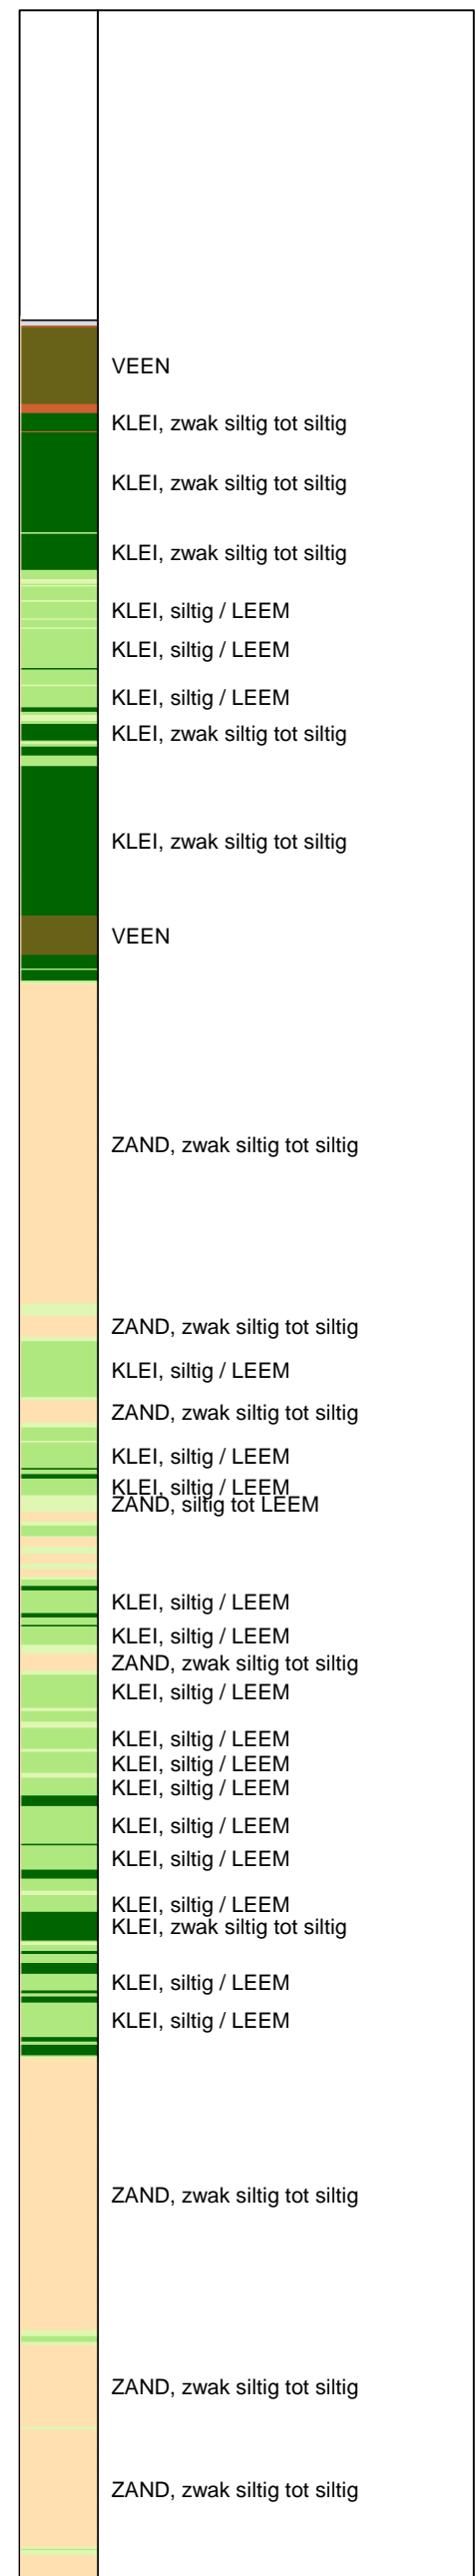 VEEN
KLEI, zwak siltig tot siltig
KLEI, zwak siltig tot siltig
KLEI, zwak siltig tot siltig
KLEI, siltig / LEEM
KLEI, siltig / LEEM
KLEI, siltig / LEEM
KLEI, zwak siltig tot siltig
KLEI, zwak siltig tot siltig
VEEN
ZAND, zwak siltig tot siltig
ZAND, zwak siltig tot siltig
KLEI, siltig / LEEM
ZAND, zwak siltig tot siltig
KLEI, siltig / LEEM
KLEI, siltig / LEEM
ZAND, siltig tot LEEM
KLEI, siltig / LEEM
KLEI, siltig / LEEM
ZAND, zwak siltig tot siltig
KLEI, siltig / LEEM
KLEI, siltig / LEEM
KLEI, siltig / LEEM
KLEI, siltig / LEEM
KLEI, siltig / LEEM
KLEI, siltig / LEEM
KLEI, siltig / LEEM
KLEI, zwak siltig tot siltig
KLEI, siltig / LEEM
KLEI, siltig / LEEM
ZAND, zwak siltig tot siltig
ZAND, zwak siltig tot siltig
ZAND, zwak siltig tot siltig